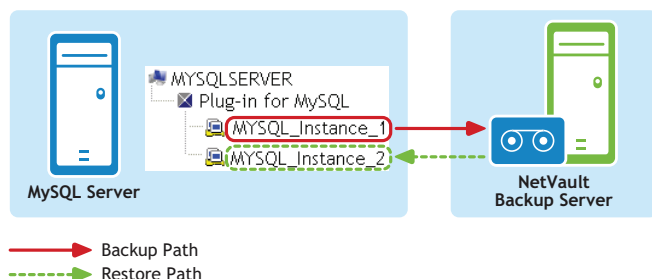 MYSQLSERVER
Plug-in for MySQL
MYSQL_Instance_1
MYSQL_Instance_2
MySQL Server
NetVault
Backup Server
Backup Path
Restore Path